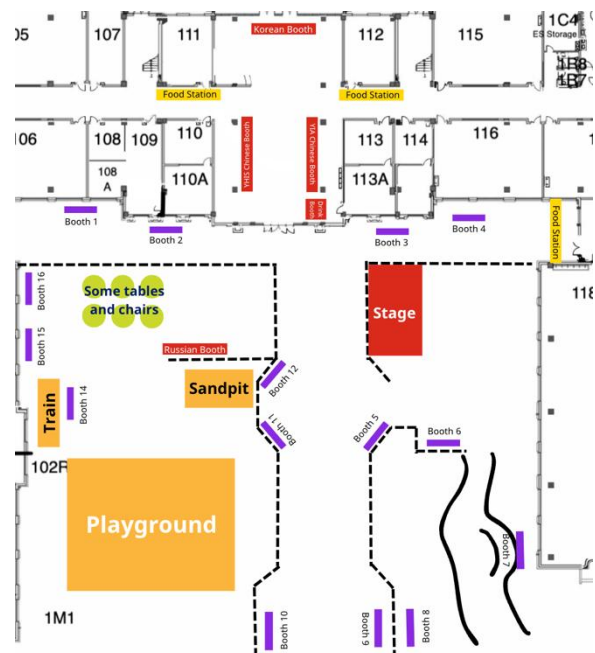 1C4
ES Storage
Korean Booth
05
107
111
112
115
1R8
1R7
Food Station
Food Station
106
108
109
110
113
114
116
108
A
110A
113A
YHIS Chinese Booth
YIA Chinese Booth
Drink
Booth
Booth 1
Booth 2
Booth 3
Booth 4
Food Station
Some tables
and chairs
Booth 16
Booth 15
Stage
118
Russian Booth
Sandpit
Booth 12
Train
Booth 14
Booth 11
Booth 5
Booth 6
102R
Playground
Booth 7
1M1
Booth 10
Booth 9
Booth 8